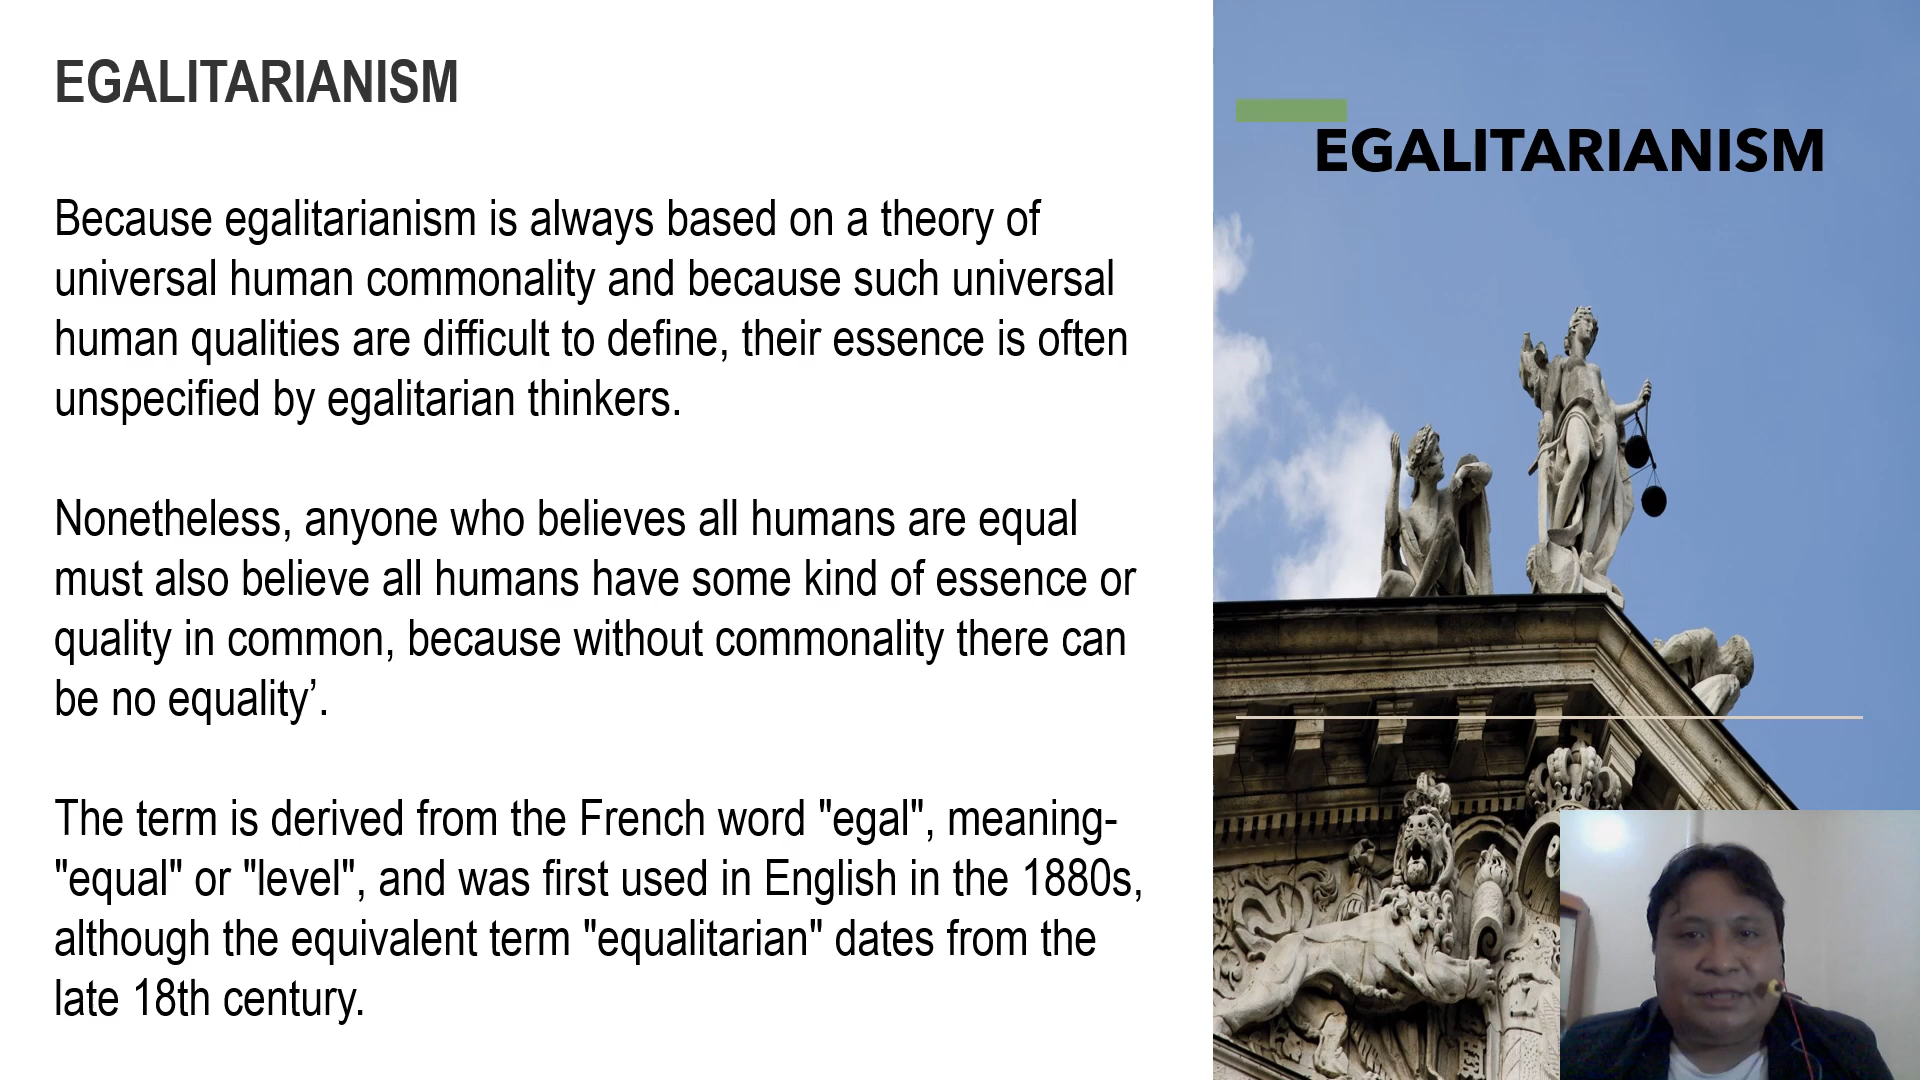 EGALITARIANISM
Because egalitarianism is always based on a theory of
universal human commonality and because such universal
human qualities are difficult to define, their essence is often
unspecified by egalitarian thinkers.
Nonetheless, anyone who believes all humans are equal
must also believe all humans have some kind of essence or
quality in common, because without commonality there can
be no equality’.
The term is derived from the French word "egal", meaning-
"equal" or "level", and was first used in English in the 1880s,
although the equivalent term "equalitarian" dates from the
late 18th century.
EGALITARIANISM